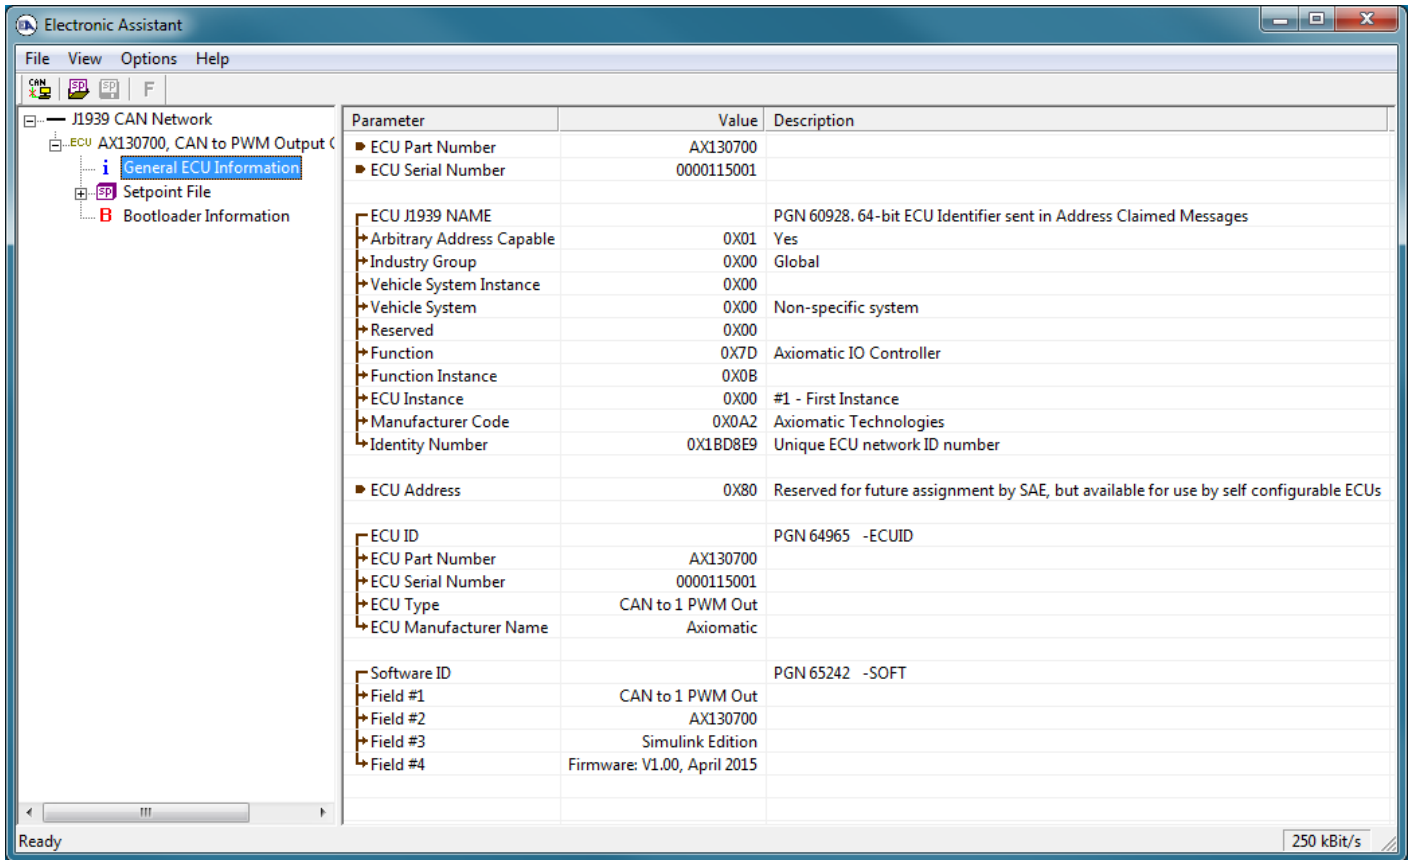 Electronic Assistant
File View Options Help
CAN SP SP F
J1939 CAN Network
ECU AX130700, CAN to PWM Output
i General ECU Information
SP Setpoint File
B Bootloader Information
Parameter Value Description
ECU Part Number AX130700
ECU Serial Number 0000115001
ECU J1939 NAME PGN 60928. 64-bit ECU Identifier sent in Address Claimed Messages
Arbitrary Address Capable 0X01 Yes
Industry Group 0X00 Global
Vehicle System Instance 0X00
Vehicle System 0X00 Non-specific system
Reserved 0X00
Function 0X7D Axiomatic IO Controller
Function Instance 0X0B
ECU Instance 0X00 #1 - First Instance
Manufacturer Code 0X0A2 Axiomatic Technologies
Identity Number 0X1BD8E9 Unique ECU network ID number
ECU Address 0X80 Reserved for future assignment by SAE, but available for use by self configurable ECUs
ECU ID PGN 64965 -ECUID
ECU Part Number AX130700
ECU Serial Number 0000115001
ECU Type CAN to 1 PWM Out
ECU Manufacturer Name Axiomatic
Software ID PGN 65242 -SOFT
Field #1 CAN to 1 PWM Out
Field #2 AX130700
Field #3 Simulink Edition
Field #4 Firmware: V1.00, April 2015
Ready 250 kBit/s